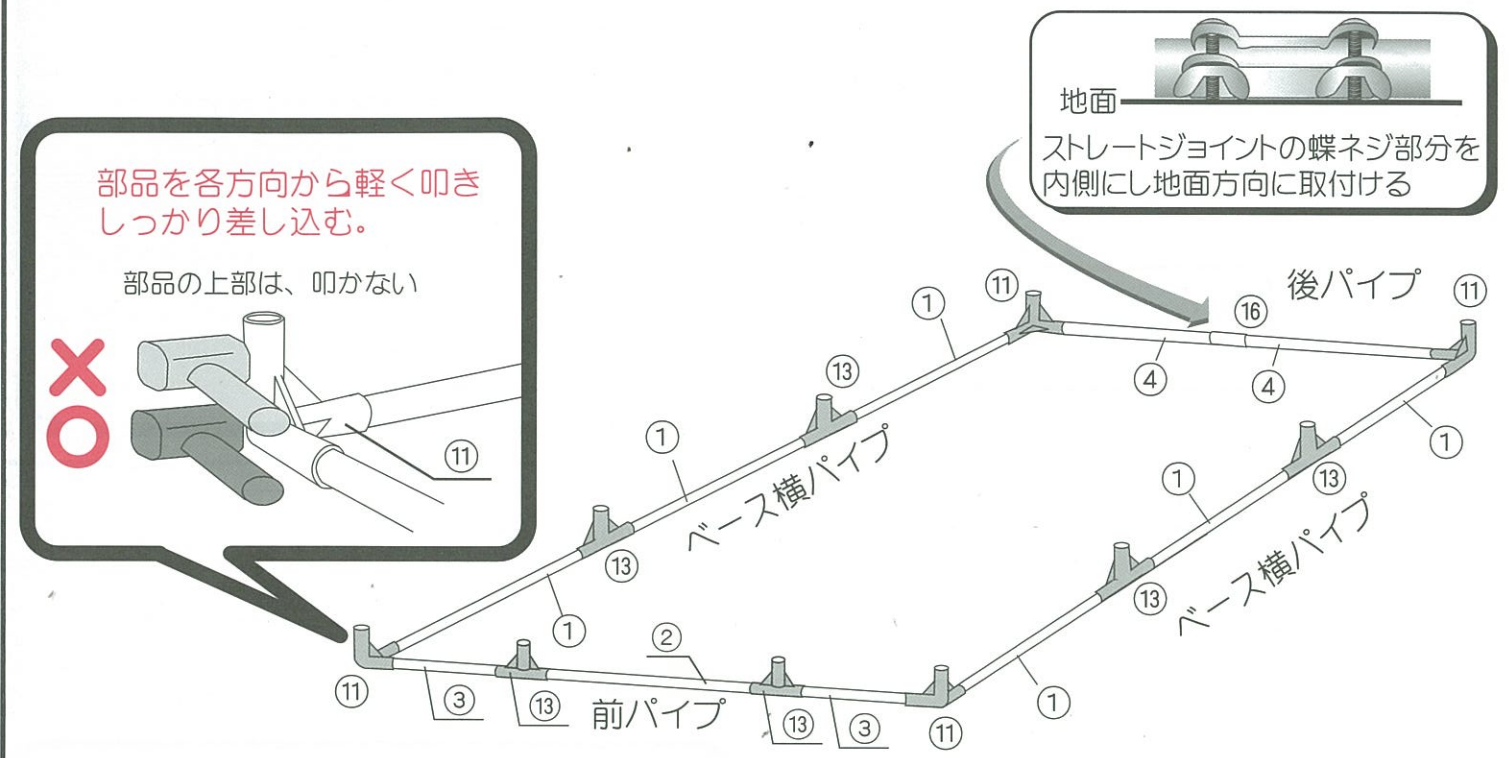 部品を各方向から軽く叩き
しっかり差し込む。
部品の上部は、叩かない
⑪
地面
ストレートジョイントの蝶ネジ部分を
内側にし地面方向に取付ける
後パイプ
⑪
⑪
⑯
①
④
④
⑬
①
①
⑬
ベース横パイプ
①
⑬
①
⑬
ベース横パイプ
①
②
⑪
③
⑬
前パイプ
⑬
③
⑪